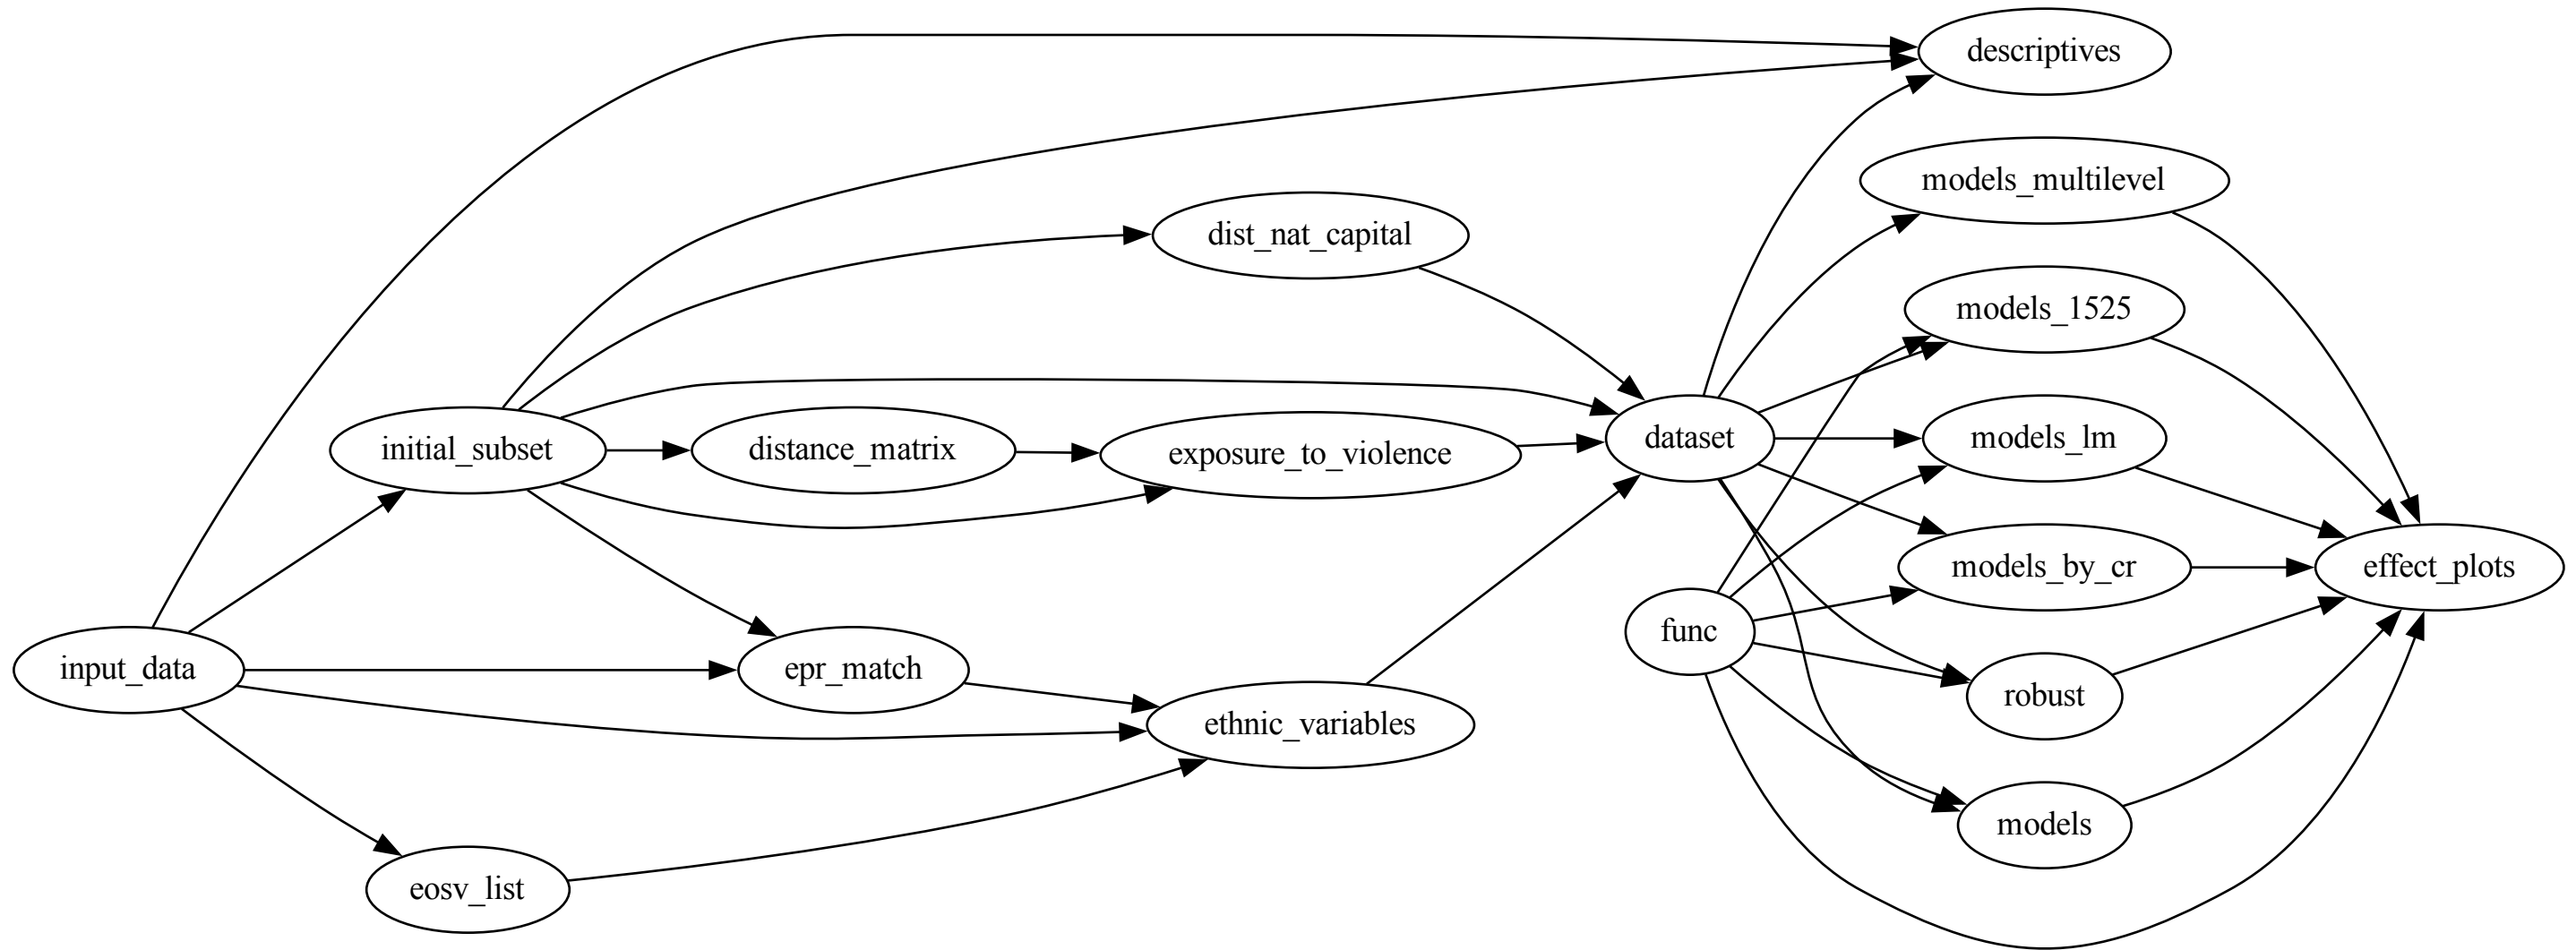 descriptives
models_multilevel
dist_nat_capital
models_1525
initial_subset
distance_matrix
exposure_to_violence
dataset
models_lm
models_by_cr
effect_plots
func
input_data
epr_match
robust
ethnic_variables
models
eosv_list